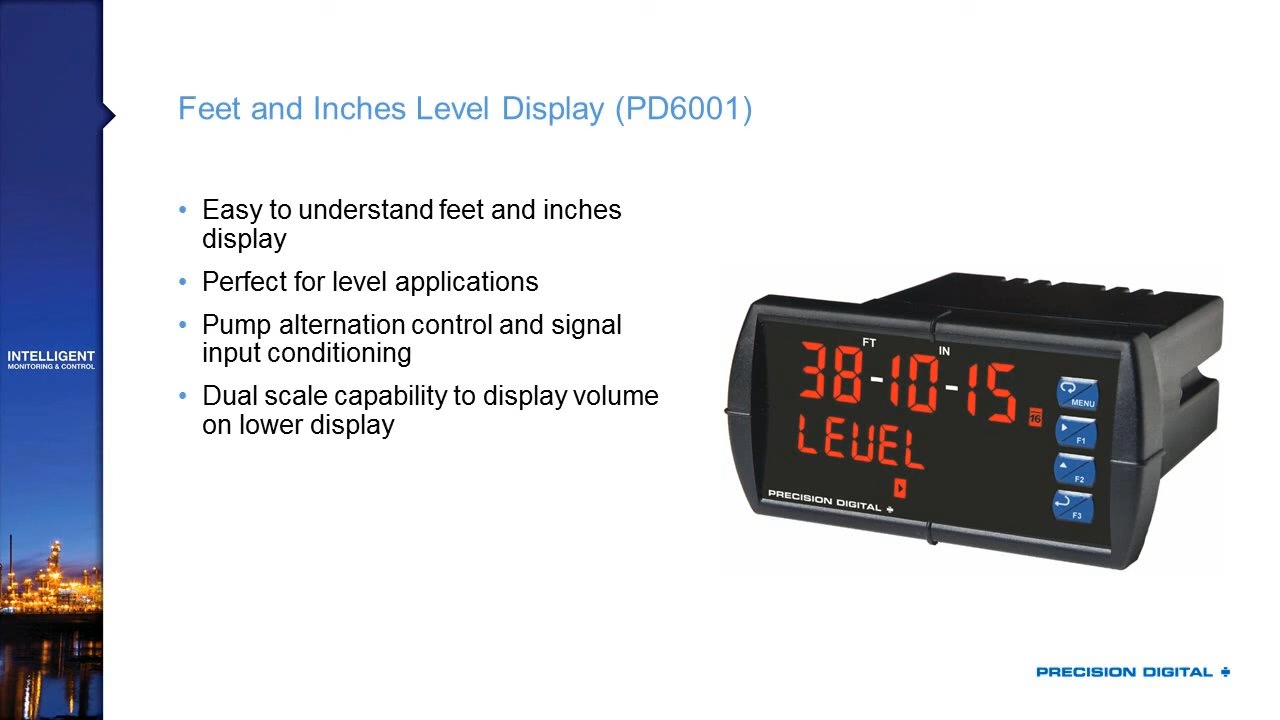 Feet and Inches Level Display (PD6001)
• Easy to understand feet and inches
display
• Perfect for level applications
• Pump alternation control and signal
input conditioning
• Dual scale capability to display volume
on lower display
INTELLIGENT
MONITORING & CONTROL
FT IN
38-10-15
16
LEVEL
MENU
F1
F2
F3
PRECISION DIGITAL
PRECISION DIGITAL